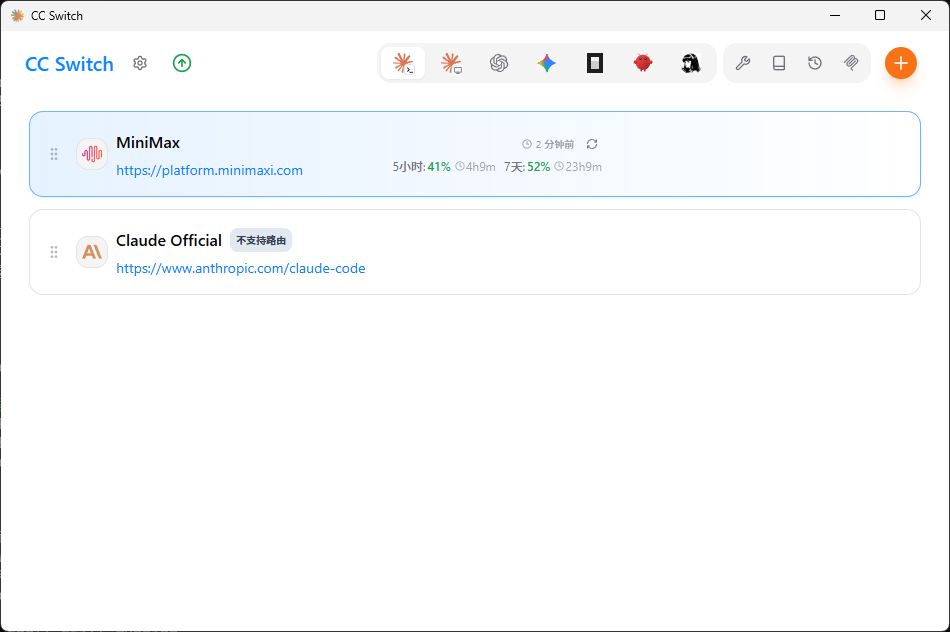 CC Switch
CC Switch
MiniMax
2 分钟前
https://platform.minimaxi.com
5小时: 41% 4h9m 7天: 52% 23h9m
Claude Official 不支持路由
https://www.anthropic.com/claude-code